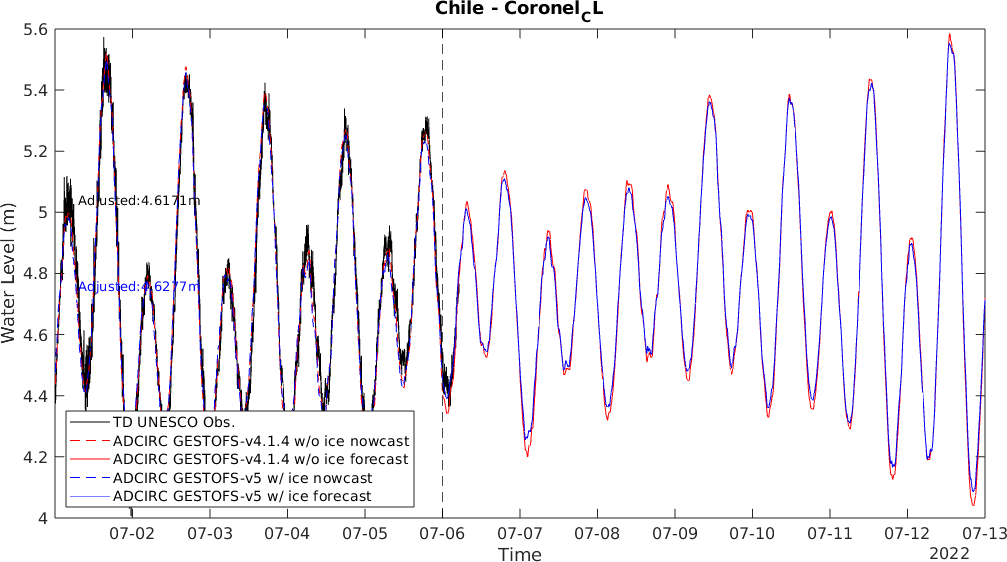 Chile - Coronel_CL
5.6
5.4
5.2
5
4.8
4.6
4.4
4.2
4
Water Level (m)
Adjusted:4.6171m
Adjusted:4.6277m
TD UNESCO Obs.
ADCIRC GESTOFS-v4.1.4 w/o ice nowcast
ADCIRC GESTOFS-v4.1.4 w/o ice forecast
ADCIRC GESTOFS-v5 w/ ice nowcast
ADCIRC GESTOFS-v5 w/ ice forecast
07-02 07-03 07-04 07-05 07-06 07-07 07-08 07-09 07-10 07-11 07-12 07-13
Time
2022